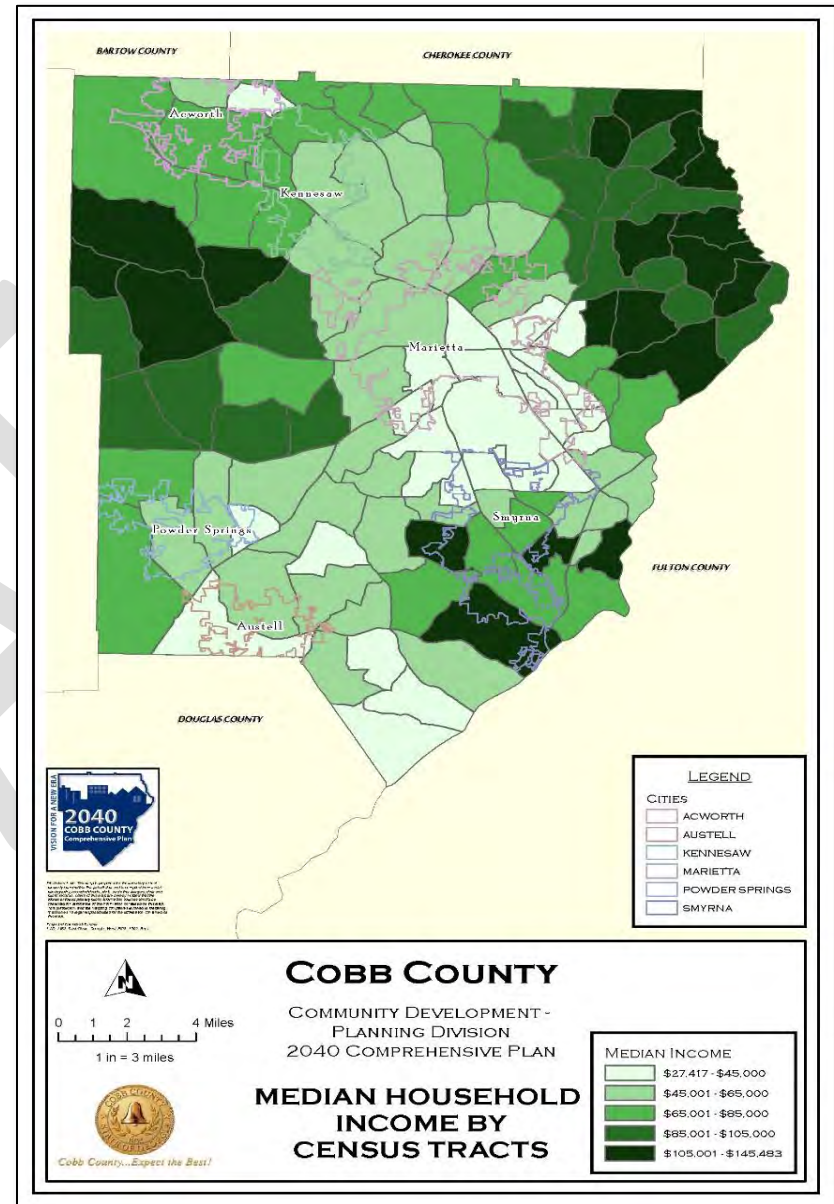 BARTOW COUNTY
CHEROKEE COUNTY
Acworth
Kennesaw
Marietta
Smyrna
Powder Springs
FULTON COUNTY
Austell
DOUGLAS COUNTY
VISION FOR A NEW ERA
2040
COBB COUNTY
Comprehensive Plan
LEGEND
CITIES
ACWORTH
AUSTELL
KENNESAW
MARIETTA
POWDER SPRINGS
SMYRNA
N
0 1 2 4 Miles
1 in = 3 miles
COBB COUNTY
Cobb County...Expect the Best!
COBB COUNTY
COMMUNITY DEVELOPMENT -
PLANNING DIVISION
2040 COMPREHENSIVE PLAN
MEDIAN HOUSEHOLD
INCOME BY
CENSUS TRACTS
MEDIAN INCOME
$27,417 - $45,000
$45,001 - $65,000
$65,001 - $85,000
$85,001 - $105,000
$105,001 - $145,483